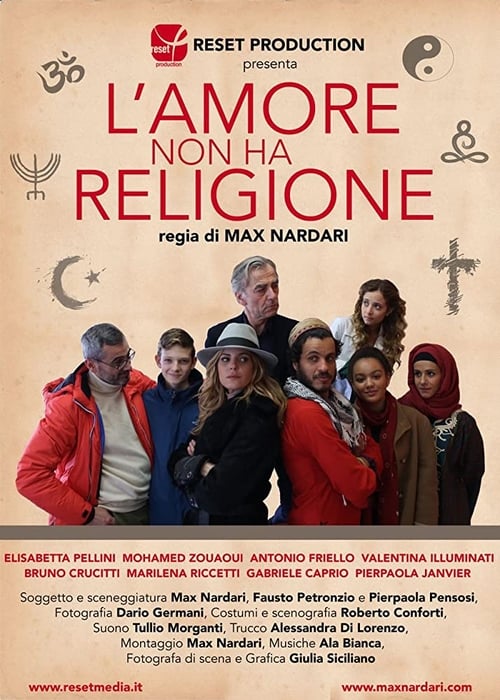 reset
production
RESET PRODUCTION
presenta
L'AMORE
NON HA
RELIGIONE
regia di MAX NARDARI
ELISABETTA PELLINI MOHAMED ZOUAOUI ANTONIO FRIELLO VALENTINA ILLUMINATI
BRUNO CRUCITTI MARILENA RICCETTI GABRIELE CAPRIO PIERPAOLA JANVIER
Soggetto e sceneggiatura Max Nardari, Fausto Petronzio e Pierpaola Pensosi,
Fotografia Dario Germani, Costumi e scenografia Roberto Conforti,
Suono Tullio Morganti, Trucco Alessandra Di Lorenzo,
Montaggio Max Nardari, Musiche Ala Bianca,
Fotografa di scena e Grafica Giulia Siciliano
www.resetmedia.it www.maxnardari.com